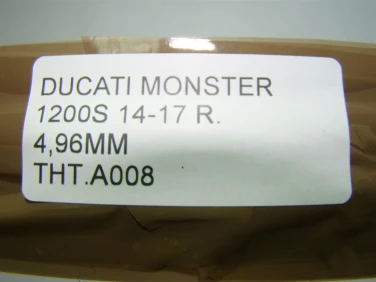 DUCATI MONSTER
1200S 14-17 R.
4,96MM
THT.A008